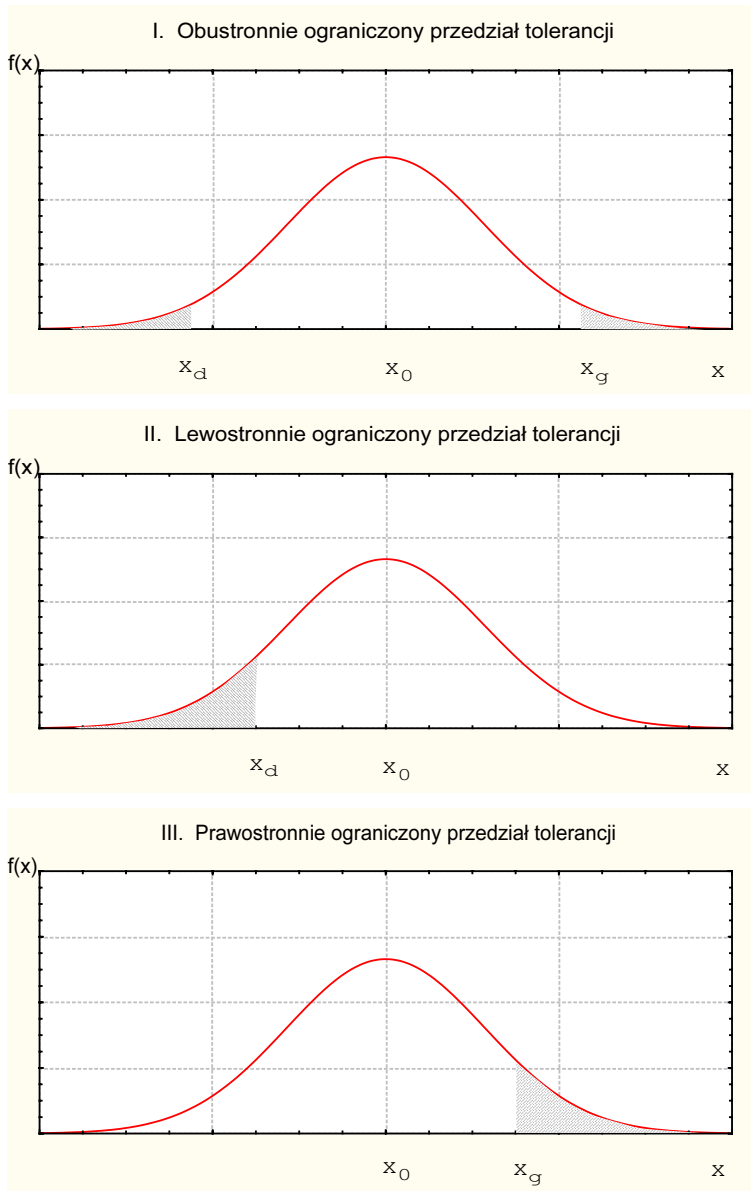 I. Obustronnie ograniczony przedział tolerancji
f(x)
x_d x_0 x_g x
II. Lewostronnie ograniczony przedział tolerancji
f(x)
x_d x_0 x
III. Prawostronnie ograniczony przedział tolerancji
f(x)
x_0 x_g x